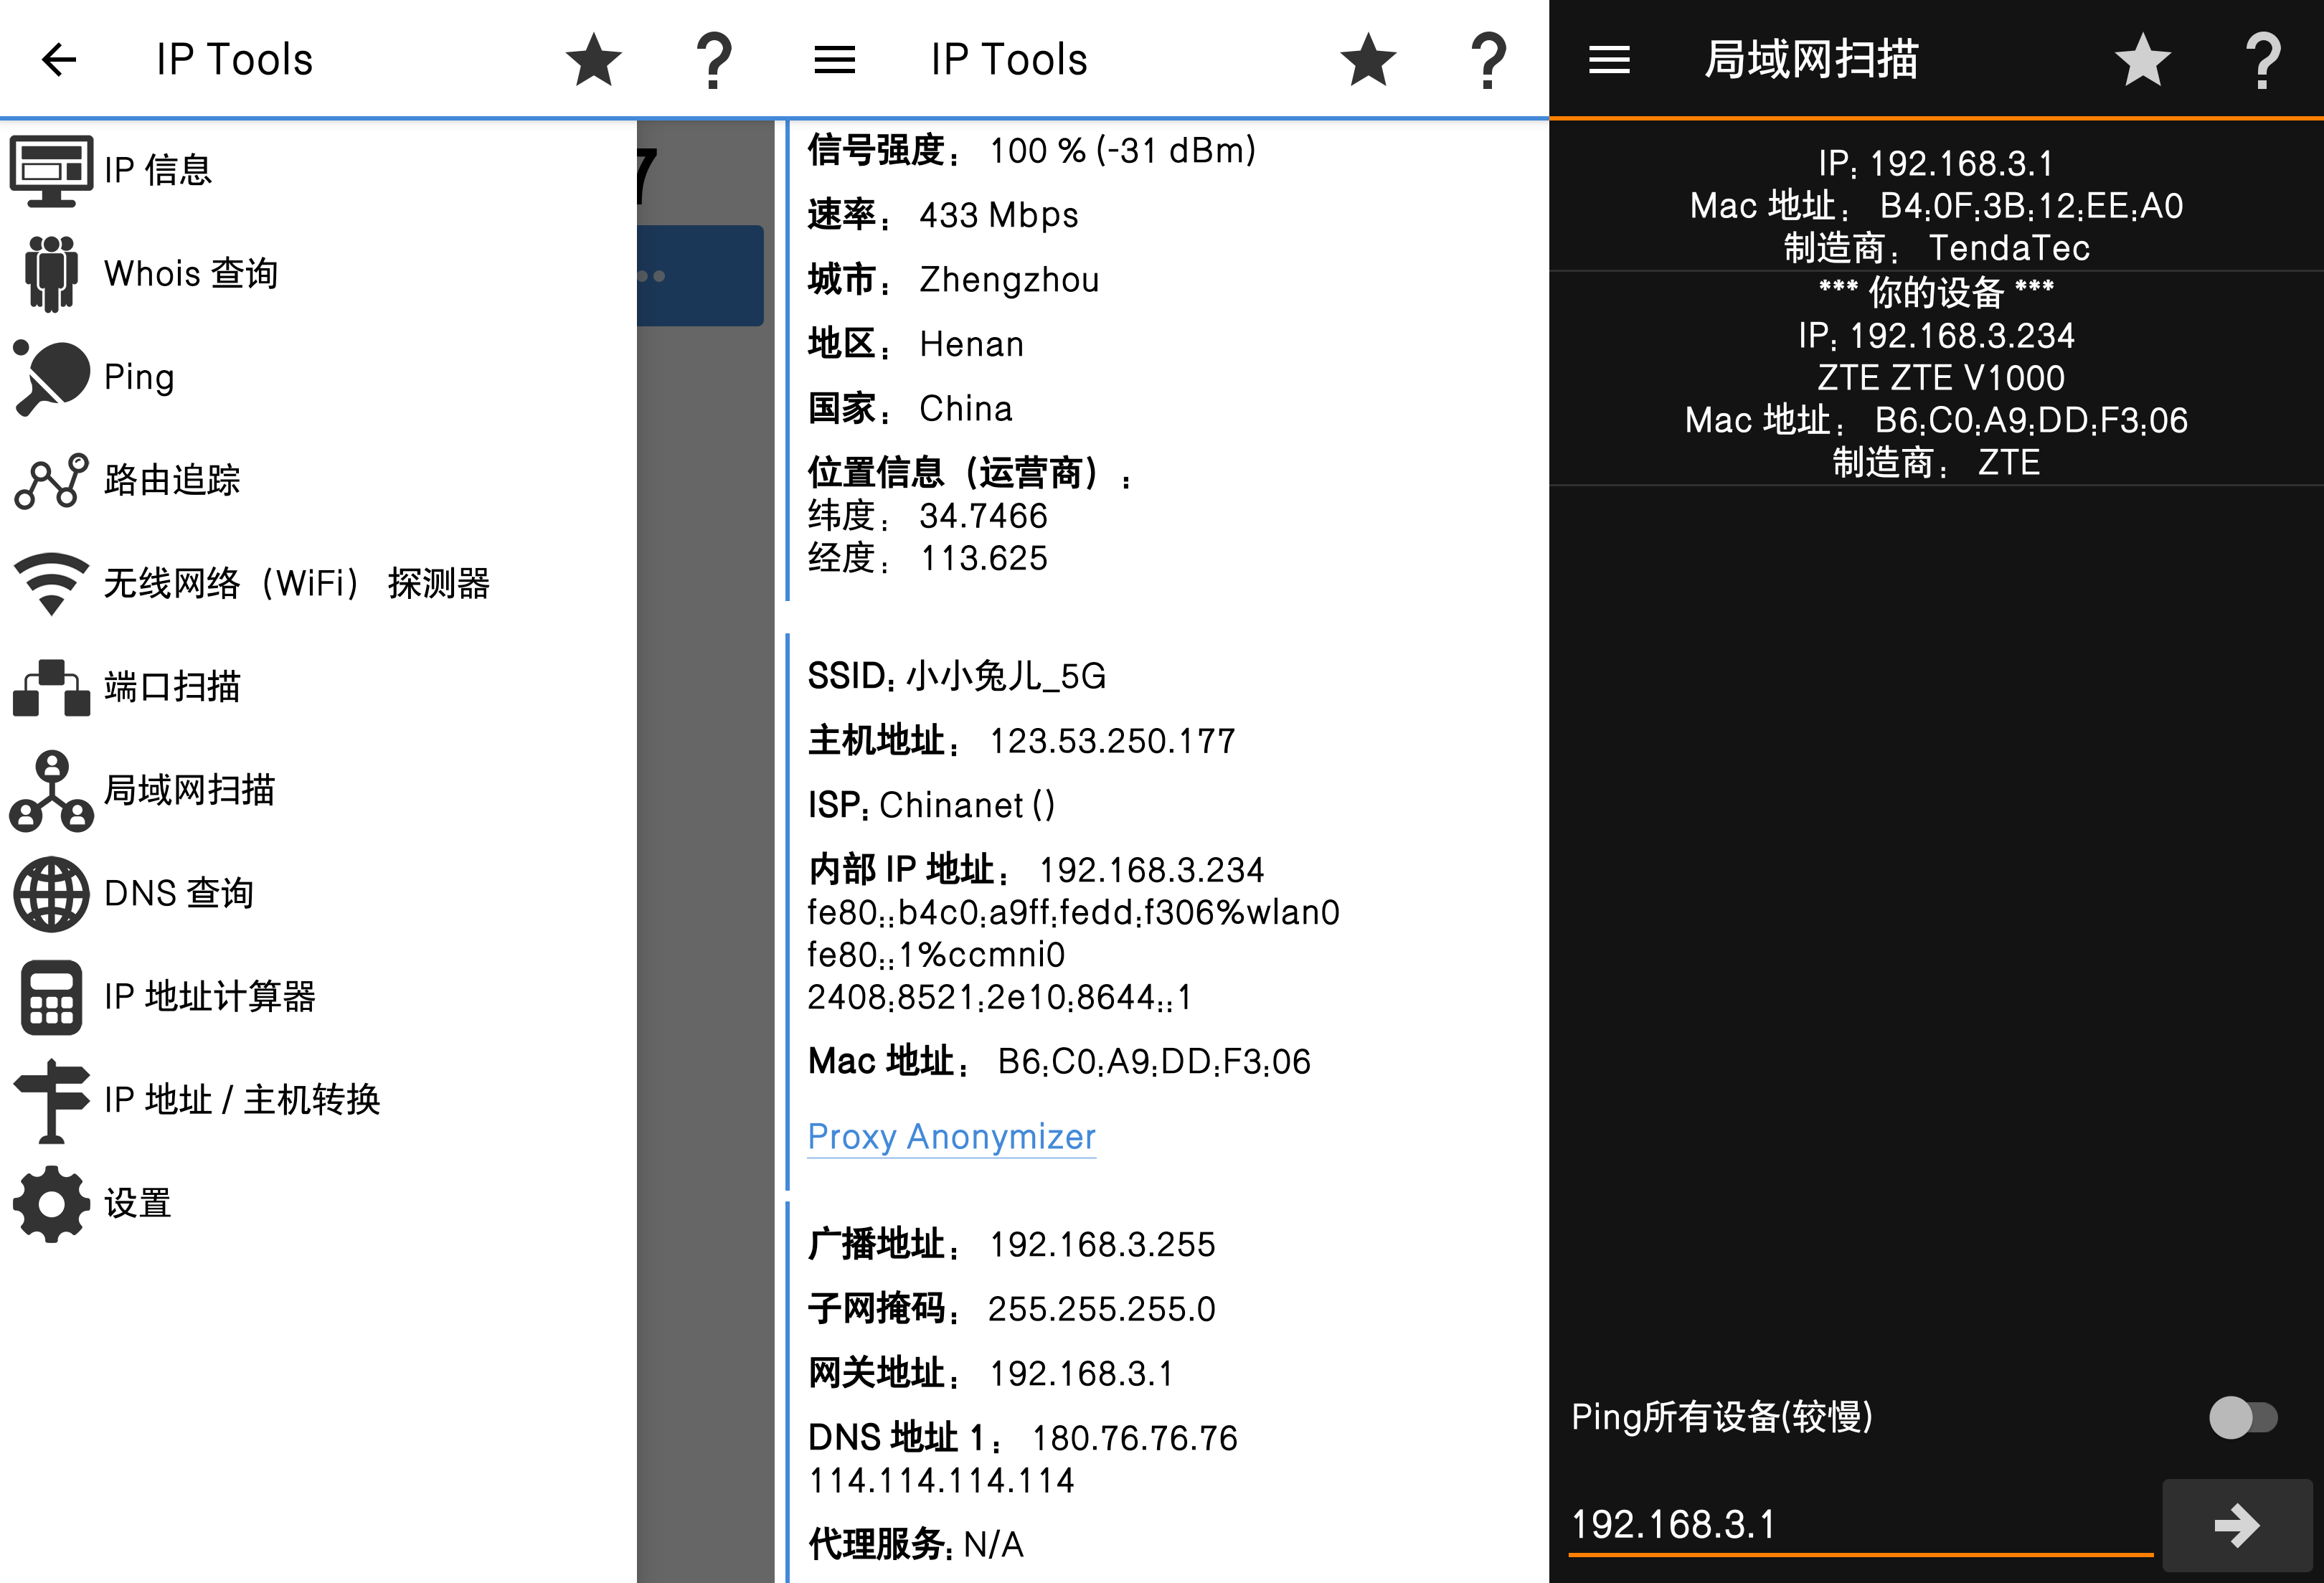 IP Tools
IP 信息
Whois 查询
Ping
路由追踪
无线网络（WiFi） 探测器
端口扫描
局域网扫描
DNS 查询
IP 地址计算器
IP 地址 / 主机转换
设置
7
IP Tools
信号强度： 100 % (-31 dBm)
速率： 433 Mbps
城市： Zhengzhou
地区： Henan
国家： China
位置信息（运营商）：
纬度： 34.7466
经度： 113.625
SSID: 小小兔儿_5G
主机地址： 123.53.250.177
ISP: Chinanet ()
内部 IP 地址： 192.168.3.234
fe80::b4c0:a9ff:fedd:f306%wlan0
fe80::1%ccmni0
2408:8521:2e10:8644::1
Mac 地址： B6:C0:A9:DD:F3:06
Proxy Anonymizer
广播地址： 192.168.3.255
子网掩码： 255.255.255.0
网关地址： 192.168.3.1
DNS 地址 1： 180.76.76.76
114.114.114.114
代理服务: N/A
局域网扫描
IP: 192.168.3.1
Mac 地址： B4:0F:3B:12:EE:A0
制造商： TendaTec
*** 你的设备 ***
IP: 192.168.3.234
ZTE ZTE V1000
Mac 地址： B6:C0:A9:DD:F3:06
制造商： ZTE
Ping所有设备(较慢)
192.168.3.1